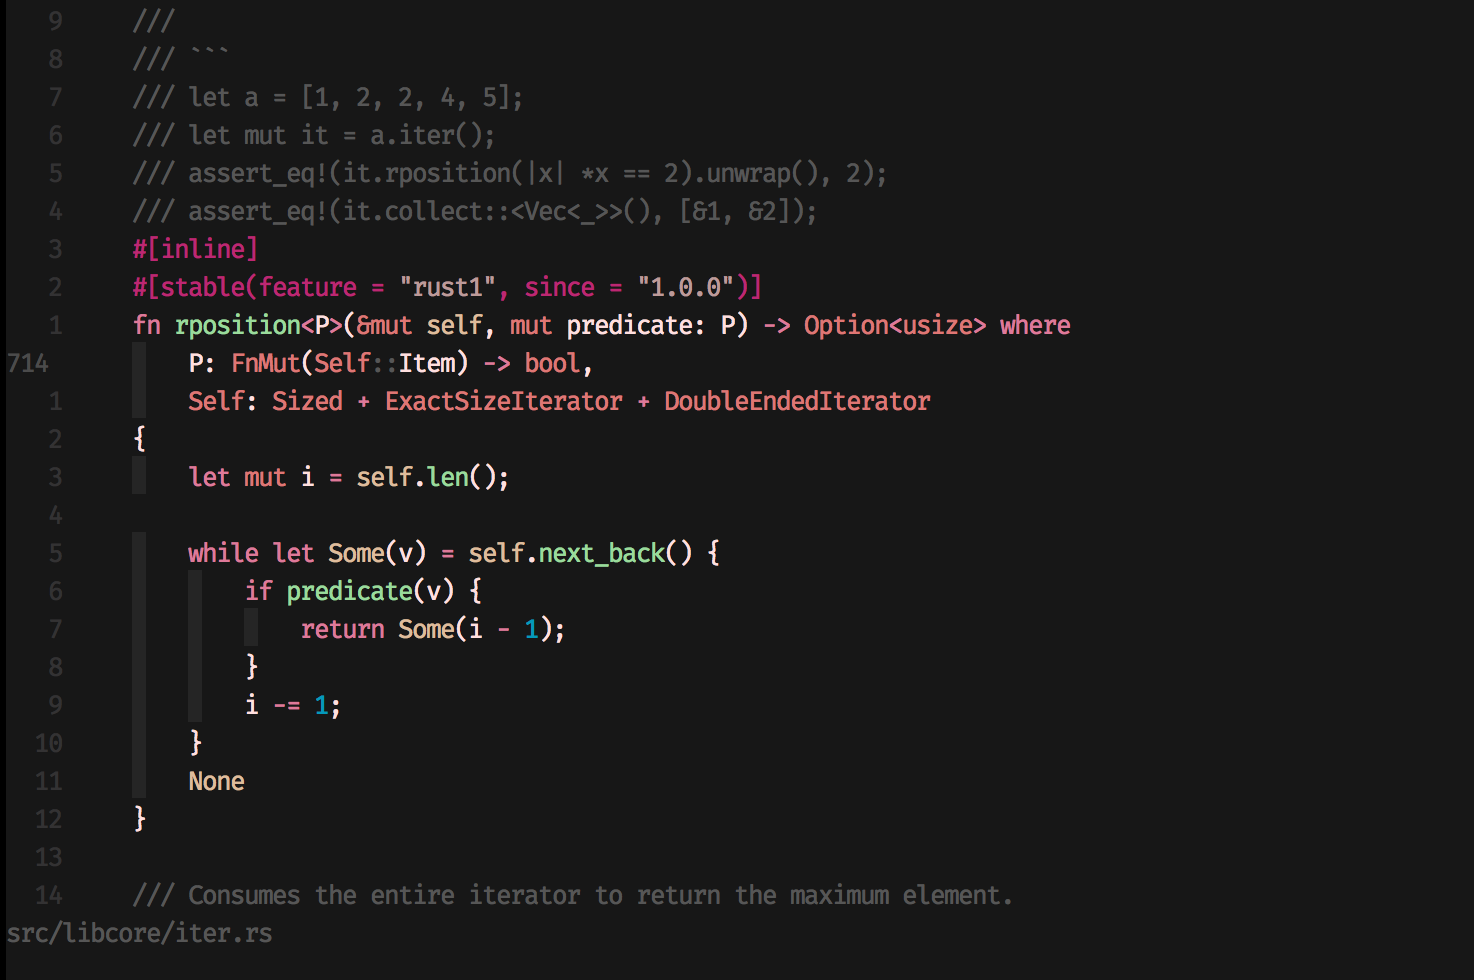 9 ///
8 /// ```
7 /// let a = [1, 2, 2, 4, 5];
6 /// let mut it = a.iter();
5 /// assert_eq!(it.rposition(|x| *x == 2).unwrap(), 2);
4 /// assert_eq!(it.collect::<Vec<_>>(), [&1, &2]);
3 #[inline]
2 #[stable(feature = "rust1", since = "1.0.0")]
1 fn rposition<P>(&mut self, mut predicate: P) -> Option<usize> where
714 P: FnMut(Self::Item) -> bool,
1 Self: Sized + ExactSizeIterator + DoubleEndedIterator
2 {
3 let mut i = self.len();
4
5 while let Some(v) = self.next_back() {
6 if predicate(v) {
7 return Some(i - 1);
8 }
9 i -= 1;
10 }
11 None
12 }
13
14 /// Consumes the entire iterator to return the maximum element.
src/libcore/iter.rs